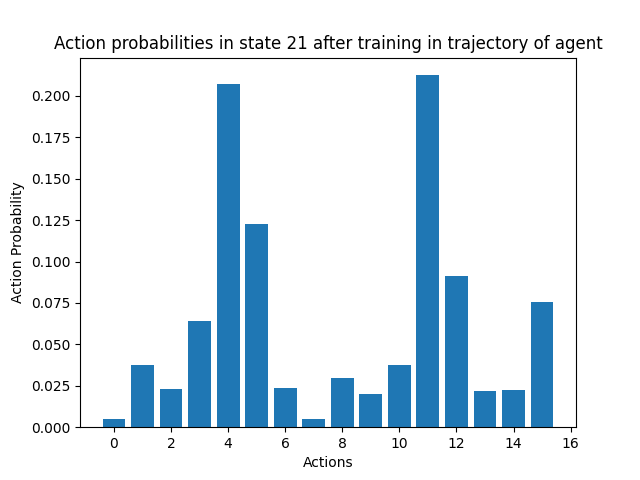 Action probabilities in state 21 after training in trajectory of agent
0.200
0.175
0.150
0.125
0.100
0.075
0.050
0.025
0.000
Action Probability
0 2 4 6 8 10 12 14 16
Actions